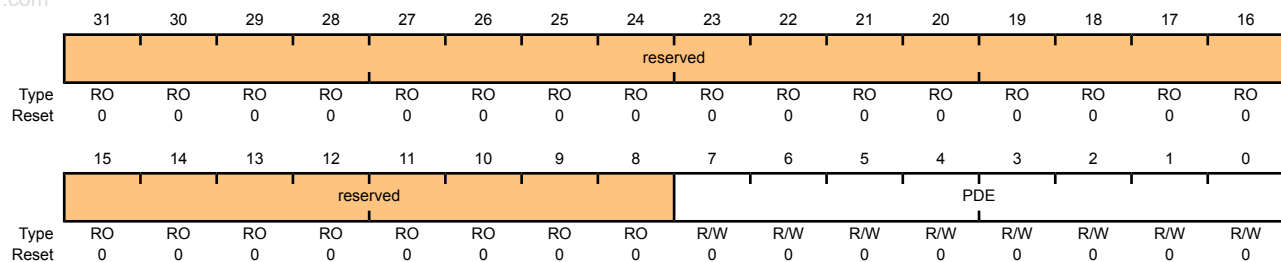 .com
31 30 29 28 27 26 25 24 23 22 21 20 19 18 17 16
reserved
Type RO RO RO RO RO RO RO RO RO RO RO RO RO RO RO RO
Reset 0 0 0 0 0 0 0 0 0 0 0 0 0 0 0 0
15 14 13 12 11 10 9 8 7 6 5 4 3 2 1 0
reserved PDE
Type RO RO RO RO RO RO RO RO R/W R/W R/W R/W R/W R/W R/W R/W
Reset 0 0 0 0 0 0 0 0 0 0 0 0 0 0 0 0